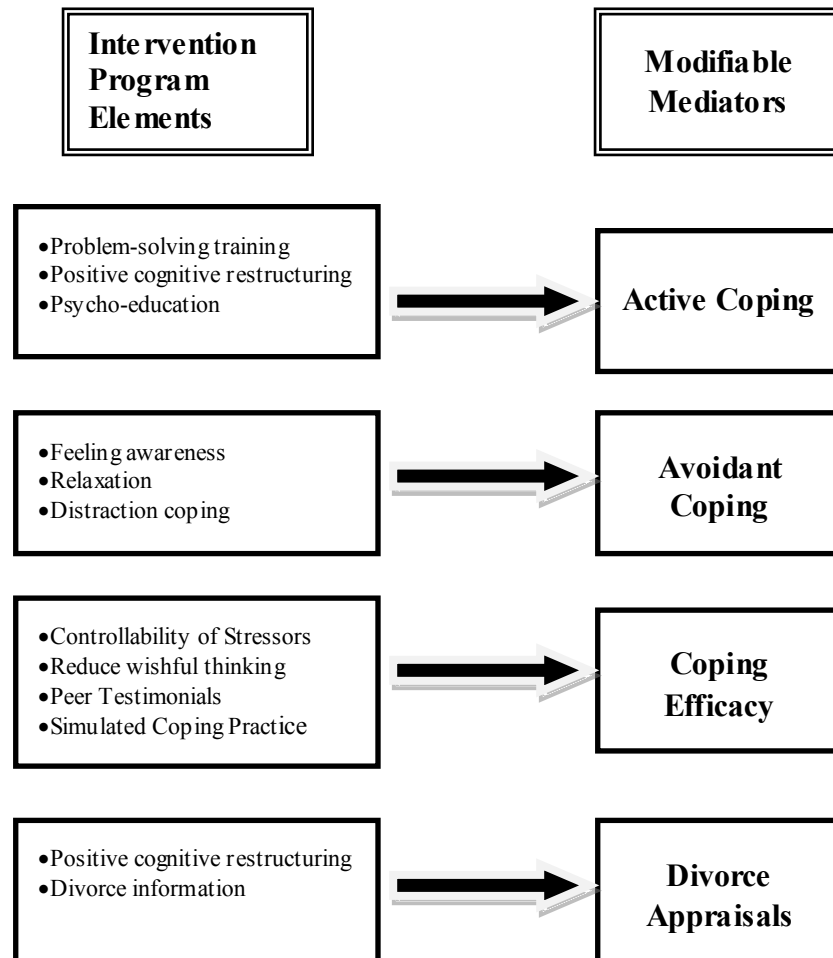 Intervention
Program
Elements
Modifiable
Mediators
•Problem-solving training
•Positive cognitive restructuring
•Psycho-education
Active Coping
•Feeling awareness
•Relaxation
•Distraction coping
Avoidant
Coping
•Controllability of Stressors
•Reduce wishful thinking
•Peer Testimonials
•Simulated Coping Practice
Coping
Efficacy
•Positive cognitive restructuring
•Divorce information
Divorce
Appraisals